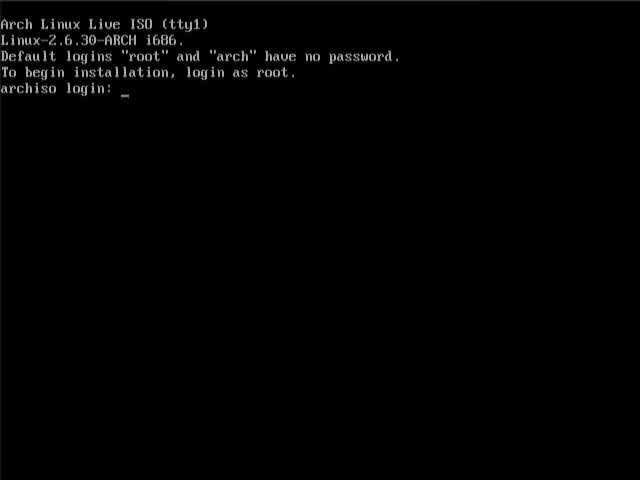 Arch Linux Live ISO (tty1)
Linux-2.6.30-ARCH i686.
Default logins "root" and "arch" have no password.
To begin installation, login as root.
archiso login: _